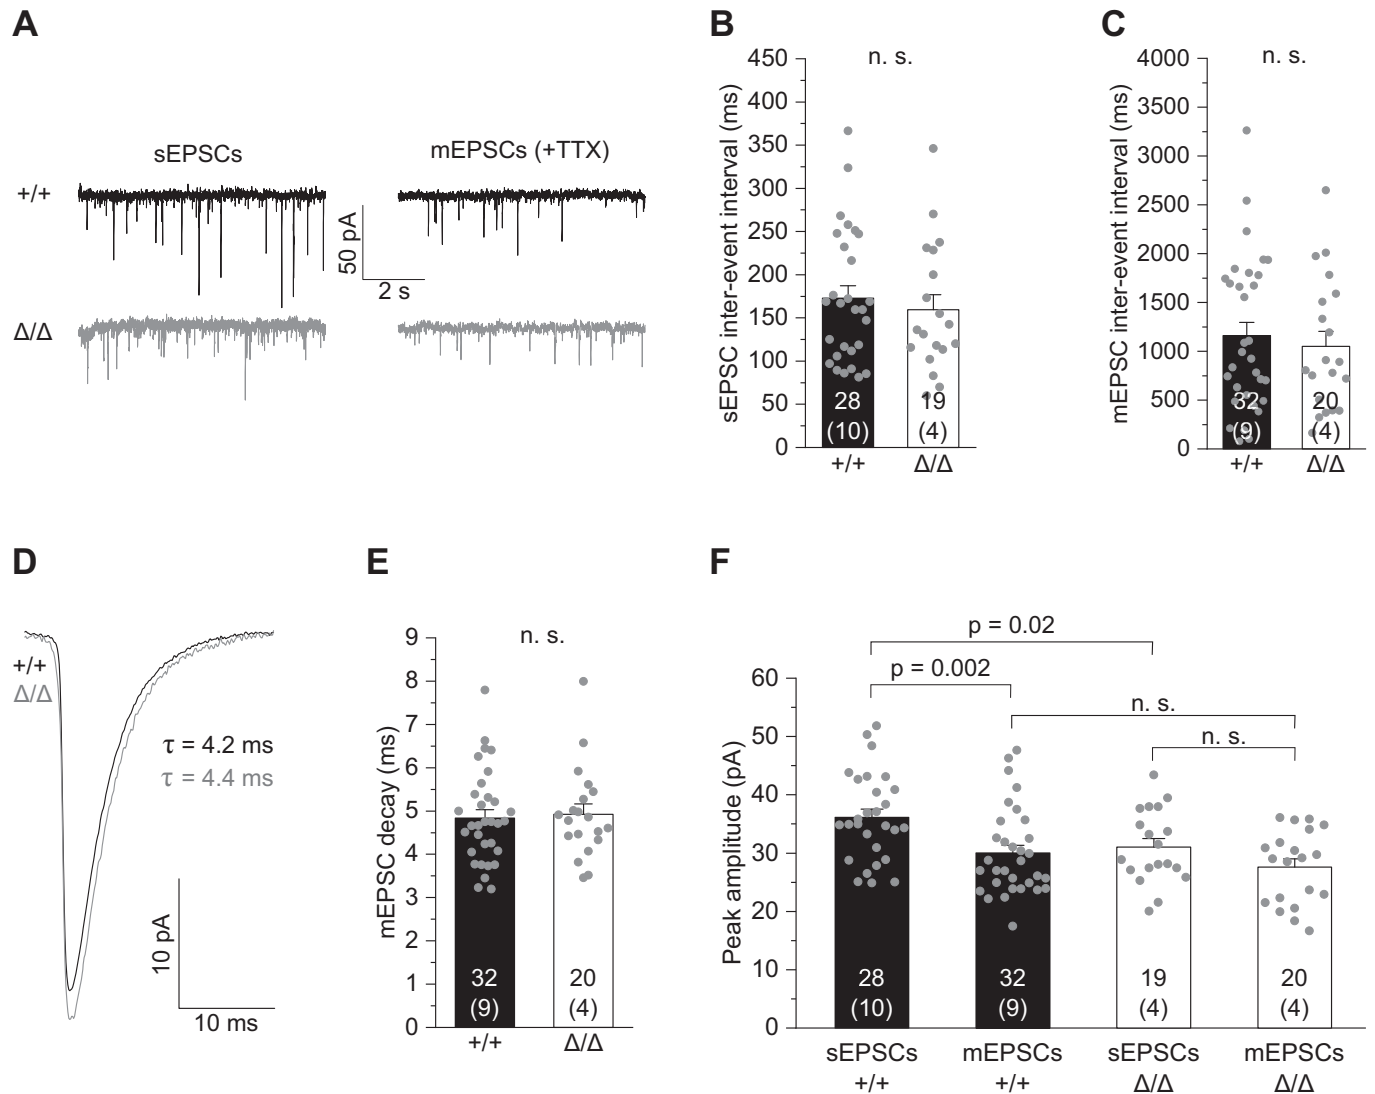 A
sEPSCs
mEPSCs (+TTX)
+/+
Δ/Δ
50 pA
2 s
B
n. s.
sEPSC inter-event interval (ms)
450
400
350
300
250
200
150
100
50
0
28
(10)
19
(4)
+/+
Δ/Δ
C
n. s.
mEPSC inter-event interval (ms)
4000
3500
3000
2500
2000
1500
1000
500
0
32
(9)
20
(4)
+/+
Δ/Δ
D
+/+
Δ/Δ
τ = 4.2 ms
τ = 4.4 ms
10 pA
10 ms
E
n. s.
mEPSC decay (ms)
9
8
7
6
5
4
3
2
1
0
32
(9)
20
(4)
+/+
Δ/Δ
F
p = 0.02
p = 0.002
n. s.
n. s.
Peak amplitude (pA)
60
50
40
30
20
10
0
28
(10)
32
(9)
19
(4)
20
(4)
sEPSCs
+/+
mEPSCs
+/+
sEPSCs
Δ/Δ
mEPSCs
Δ/Δ